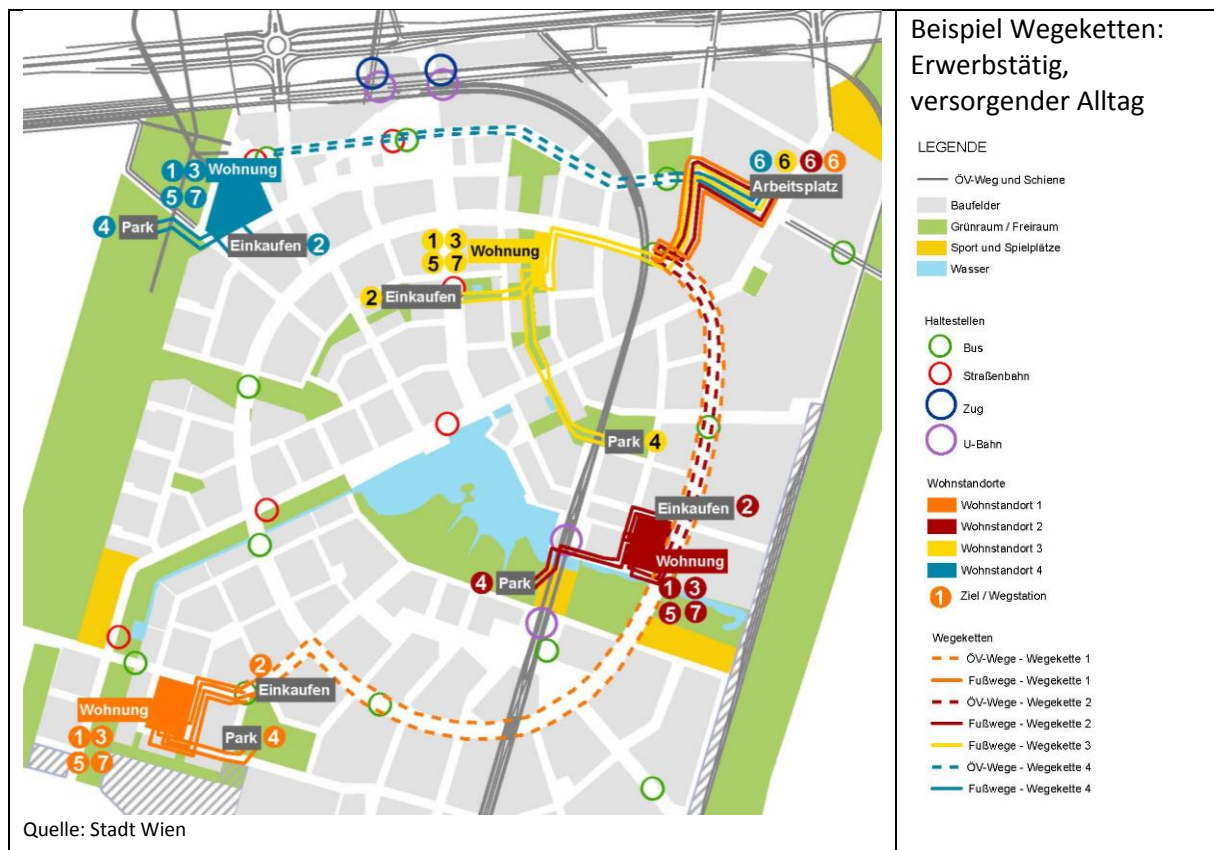 1 3 Wohnung
5 7
4 Park
Einkaufen 2
6 6 6 6
Arbeitsplatz
1 3 Wohnung
5 7
2 Einkaufen
Park 4
Einkaufen 2
Wohnung
1 3
5 7
4 Park
2
Einkaufen
Wohnung
1 3
5 7
Park 4
Quelle: Stadt Wien
Beispiel Wegeketten:
Erwerbstätig,
versorgender Alltag
LEGENDE
ÖV-Weg und Schiene
Baufelder
Grünraum / Freiraum
Sport und Spielplätze
Wasser
Haltestellen
Bus
Straßenbahn
Zug
U-Bahn
Wohnstandorte
Wohnstandort 1
Wohnstandort 2
Wohnstandort 3
Wohnstandort 4
1 Ziel / Wegstation
Wegeketten
ÖV-Wege - Wegekette 1
Fußwege - Wegekette 1
ÖV-Wege - Wegekette 2
Fußwege - Wegekette 2
Fußwege - Wegekette 3
ÖV-Wege - Wegekette 4
Fußwege - Wegekette 4